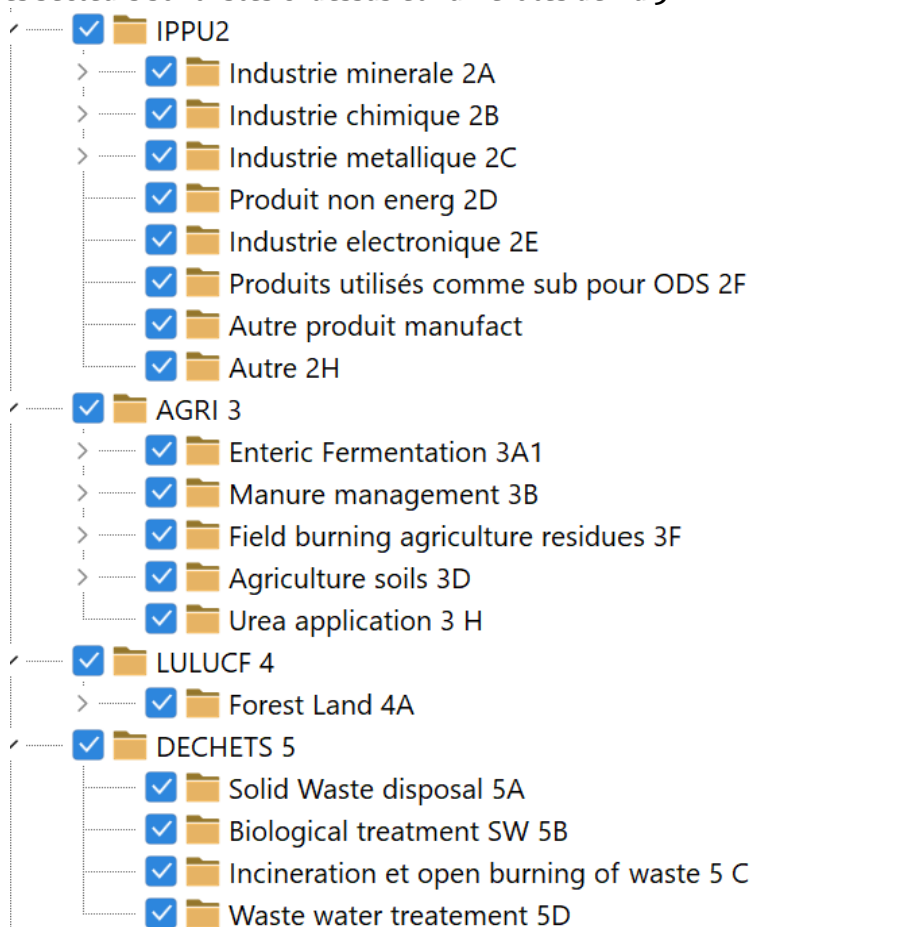 IPPU2
Industrie minerale 2A
Industrie chimique 2B
Industrie metallique 2C
Produit non energ 2D
Industrie electronique 2E
Produits utilisés comme sub pour ODS 2F
Autre produit manufact
Autre 2H
AGRI 3
Enteric Fermentation 3A1
Manure management 3B
Field burning agriculture residues 3F
Agriculture soils 3D
Urea application 3 H
LULUCF 4
Forest Land 4A
DECHETS 5
Solid Waste disposal 5A
Biological treatment SW 5B
Incineration et open burning of waste 5 C
Waste water treatement 5D